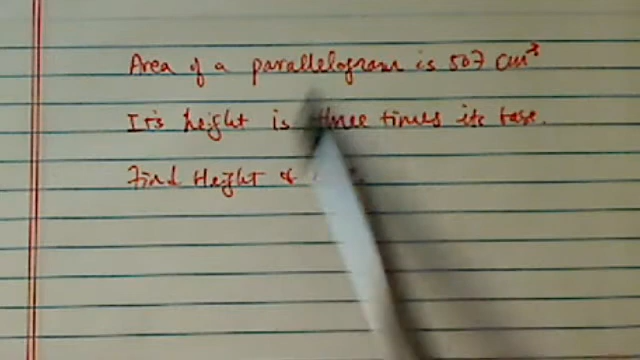 Area of a parallelogram is 507 cm²
It's height is three times its base.
Find Height &